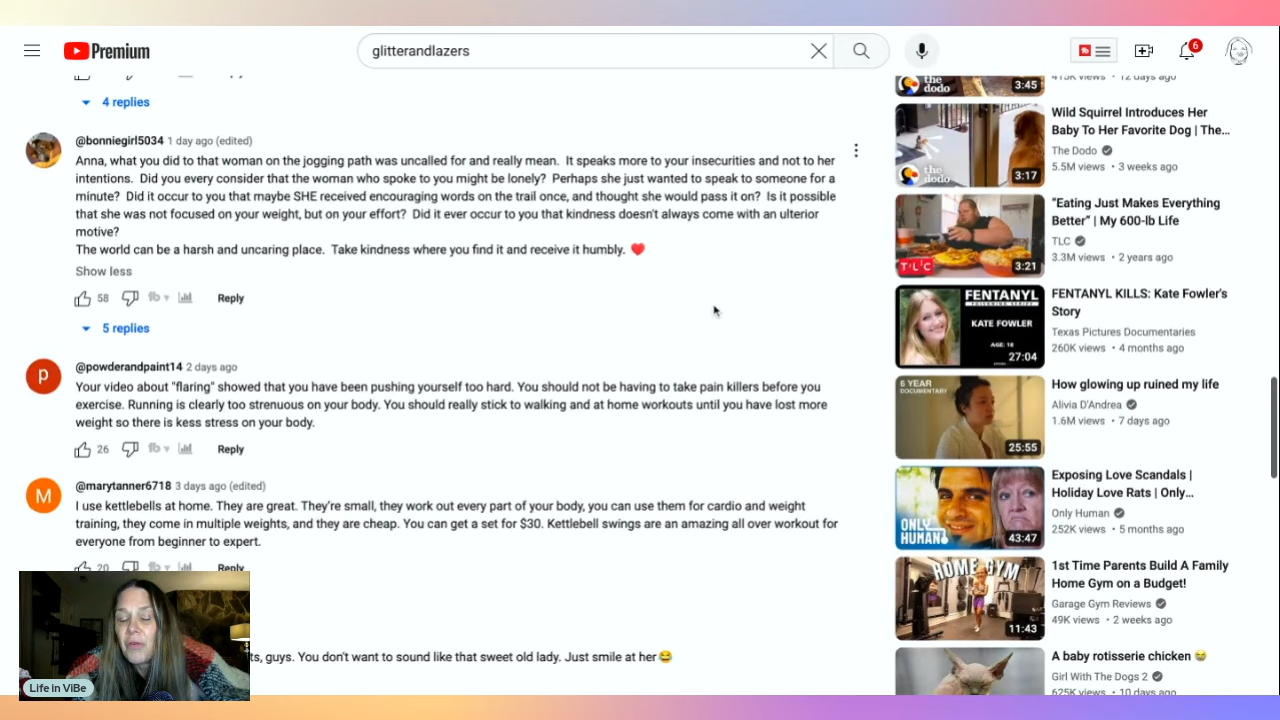 Premium
glitterandlazers
6
4 replies
@bonniegirl5034 1 day ago (edited)
Anna, what you did to that woman on the jogging path was uncalled for and really mean. It speaks more to your insecurities and not to her
intentions. Did you every consider that the woman who spoke to you might be lonely? Perhaps she just wanted to speak to someone for a
minute? Did it occur to you that maybe SHE received encouraging words on the trail once, and thought she would pass it on? Is it possible
that she was not focused on your weight, but on your effort? Did it ever occur to you that kindness doesn't always come with an ulterior
motive?
The world can be a harsh and uncaring place. Take kindness where you find it and receive it humbly. ❤️
Show less
58 Reply
5 replies
P
@powderandpaint14 2 days ago
Your video about "flaring" showed that you have been pushing yourself too hard. You should not be having to take pain killers before you
exercise. Running is clearly too strenuous on your body. You should really stick to walking and at home workouts until you have lost more
weight so there is kess stress on your body.
26 Reply
M
@marytanner6718 3 days ago (edited)
I use kettlebells at home. They are great. They're small, they work out every part of your body, you can use them for cardio and weight
training, they come in multiple weights, and they are cheap. You can get a set for $30. Kettlebell swings are an amazing all over workout for
everyone from beginner to expert.
20 Reply
ts, guys. You don't want to sound like that sweet old lady. Just smile at her😂
Life in ViBe
the
dodo
3:45
415K views • 12 days ago
the
dodo
3:17
Wild Squirrel Introduces Her
Baby To Her Favorite Dog | The...
The Dodo
5.5M views • 3 weeks ago
TLC
3:21
“Eating Just Makes Everything
Better” | My 600-lb Life
TLC
3.3M views • 2 years ago
FENTANYL
KATE FOWLER
AGE: 18
27:04
FENTANYL KILLS: Kate Fowler's
Story
Texas Pictures Documentaries
260K views • 4 months ago
6 YEAR
DOCUMENTARY
25:55
How glowing up ruined my life
Alivia D'Andrea
1.6M views • 7 days ago
ONLY
HUMAN
43:47
Exposing Love Scandals |
Holiday Love Rats | Only...
Only Human
252K views • 5 months ago
HOME GYM
11:43
1st Time Parents Build A Family
Home Gym on a Budget!
Garage Gym Reviews
49K views • 2 weeks ago
A baby rotisserie chicken 😂
Girl With The Dogs 2
625K views • 10 days ago